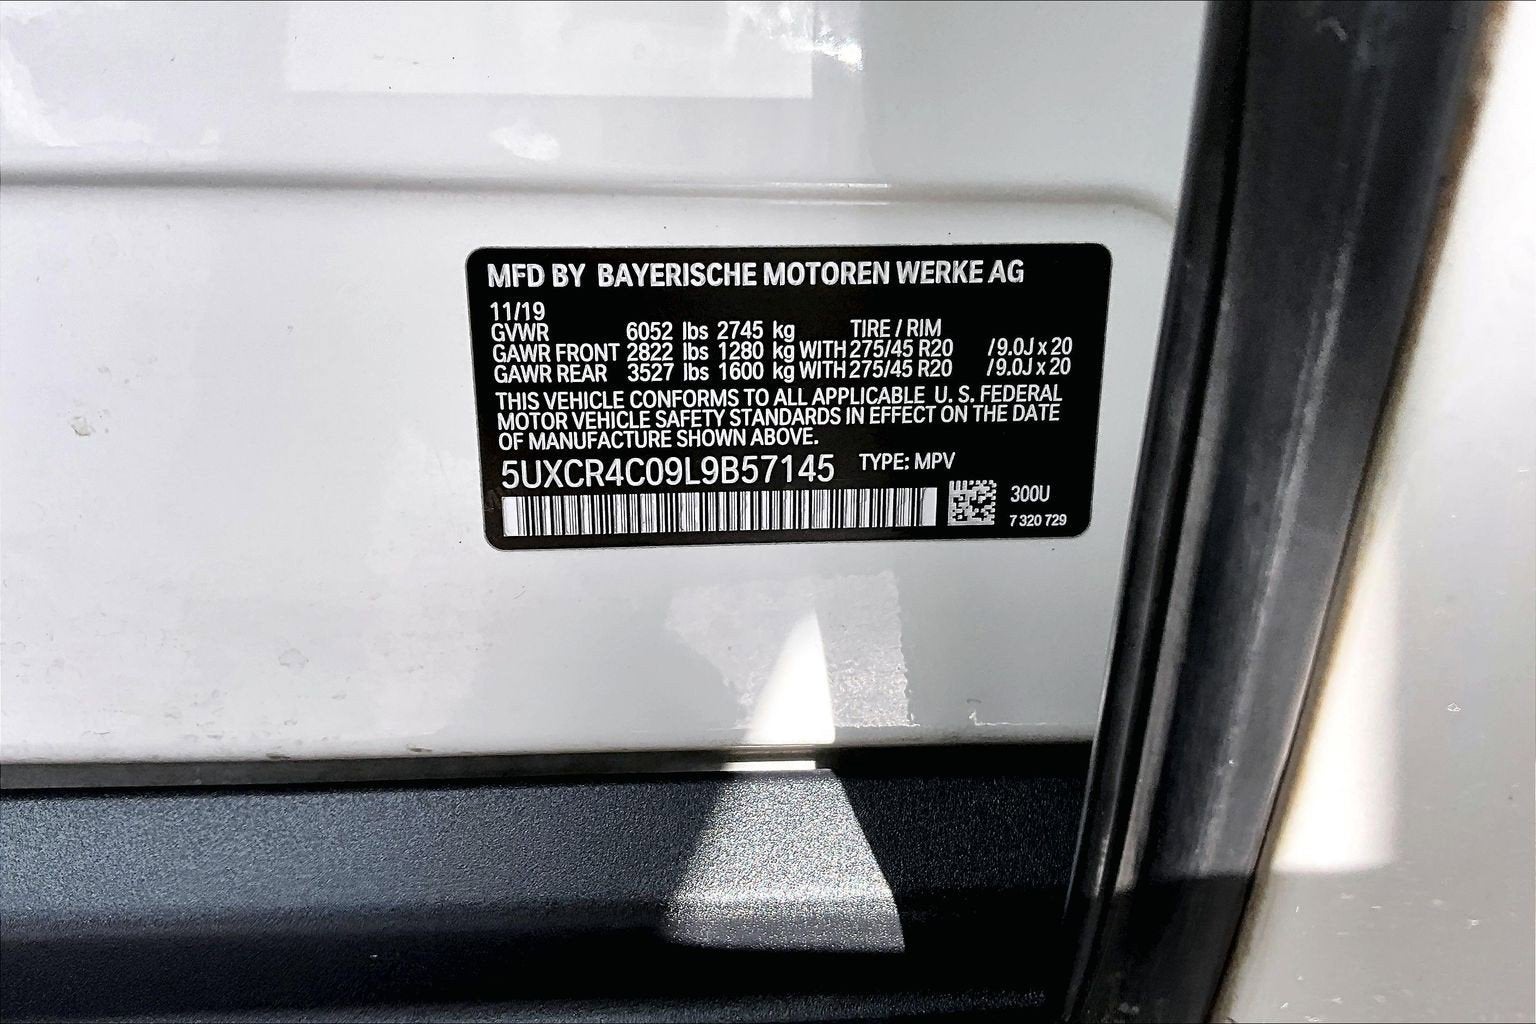 MFD BY BAYERISCHE MOTOREN WERKE AG
11/19
GVWR 6052 lbs 2745 kg TIRE / RIM
GAWR FRONT 2822 lbs 1280 kg WITH 275/45 R20 /9.0J x 20
GAWR REAR 3527 lbs 1600 kg WITH 275/45 R20 /9.0J x 20
THIS VEHICLE CONFORMS TO ALL APPLICABLE U. S. FEDERAL
MOTOR VEHICLE SAFETY STANDARDS IN EFFECT ON THE DATE
OF MANUFACTURE SHOWN ABOVE.
5UXCR4C09L9B57145 TYPE: MPV
300U
7 320 729